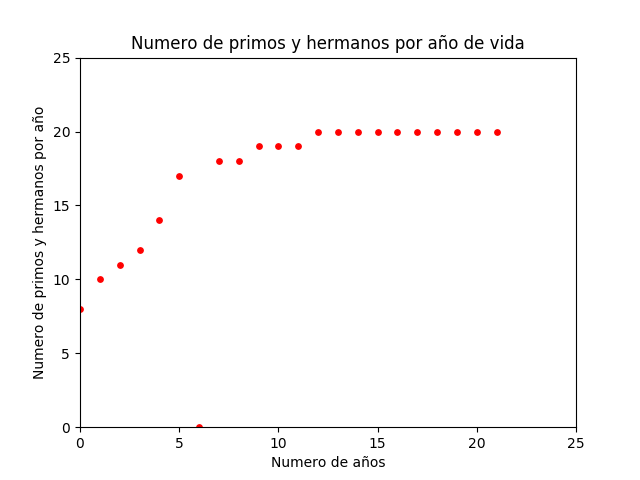 Numero de primos y hermanos por año de vida
Numero de primos y hermanos por año
25
20
15
10
5
0
0 5 10 15 20 25
Numero de años